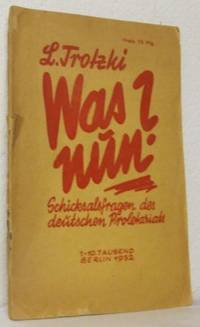 Preis 75 Pfg.
L. Trotzki
Was
nun?
Schicksalsfragen des
deutschen Proletariats
1-10. TAUSEND
BERLIN 1932